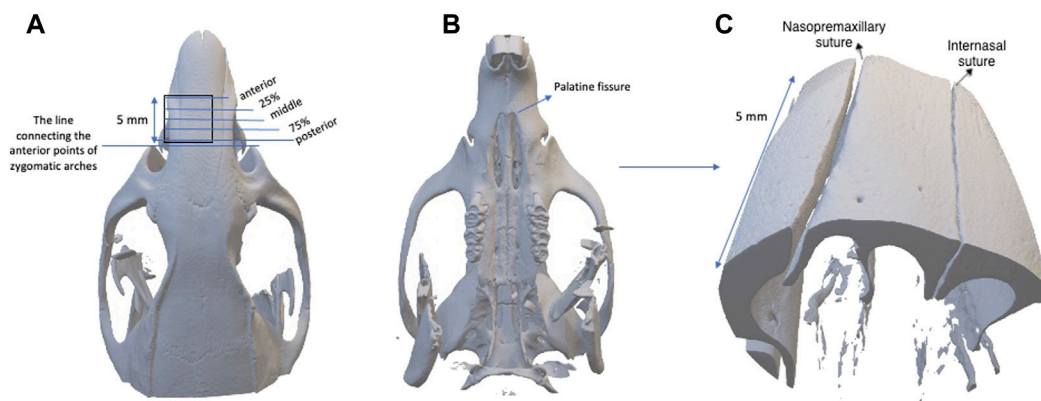 A
anterior
25%
middle
75%
posterior
5 mm
The line
connecting the
anterior points of
zygomatic arches
B
Palatine fissure
C
Nasopremaxillary
suture
Internasal
suture
5 mm